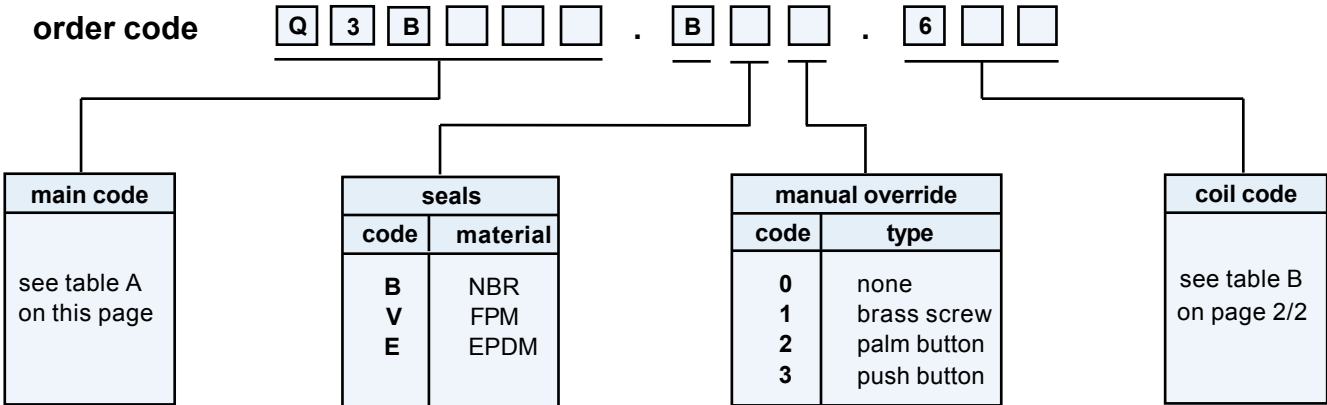 order code Q 3 B . B . 6
main code
see table A
on this page
seals
code material
B NBR
V FPM
E EPDM
manual override
code type
0 none
1 brass screw
2 palm button
3 push button
coil code
see table B
on page 2/2